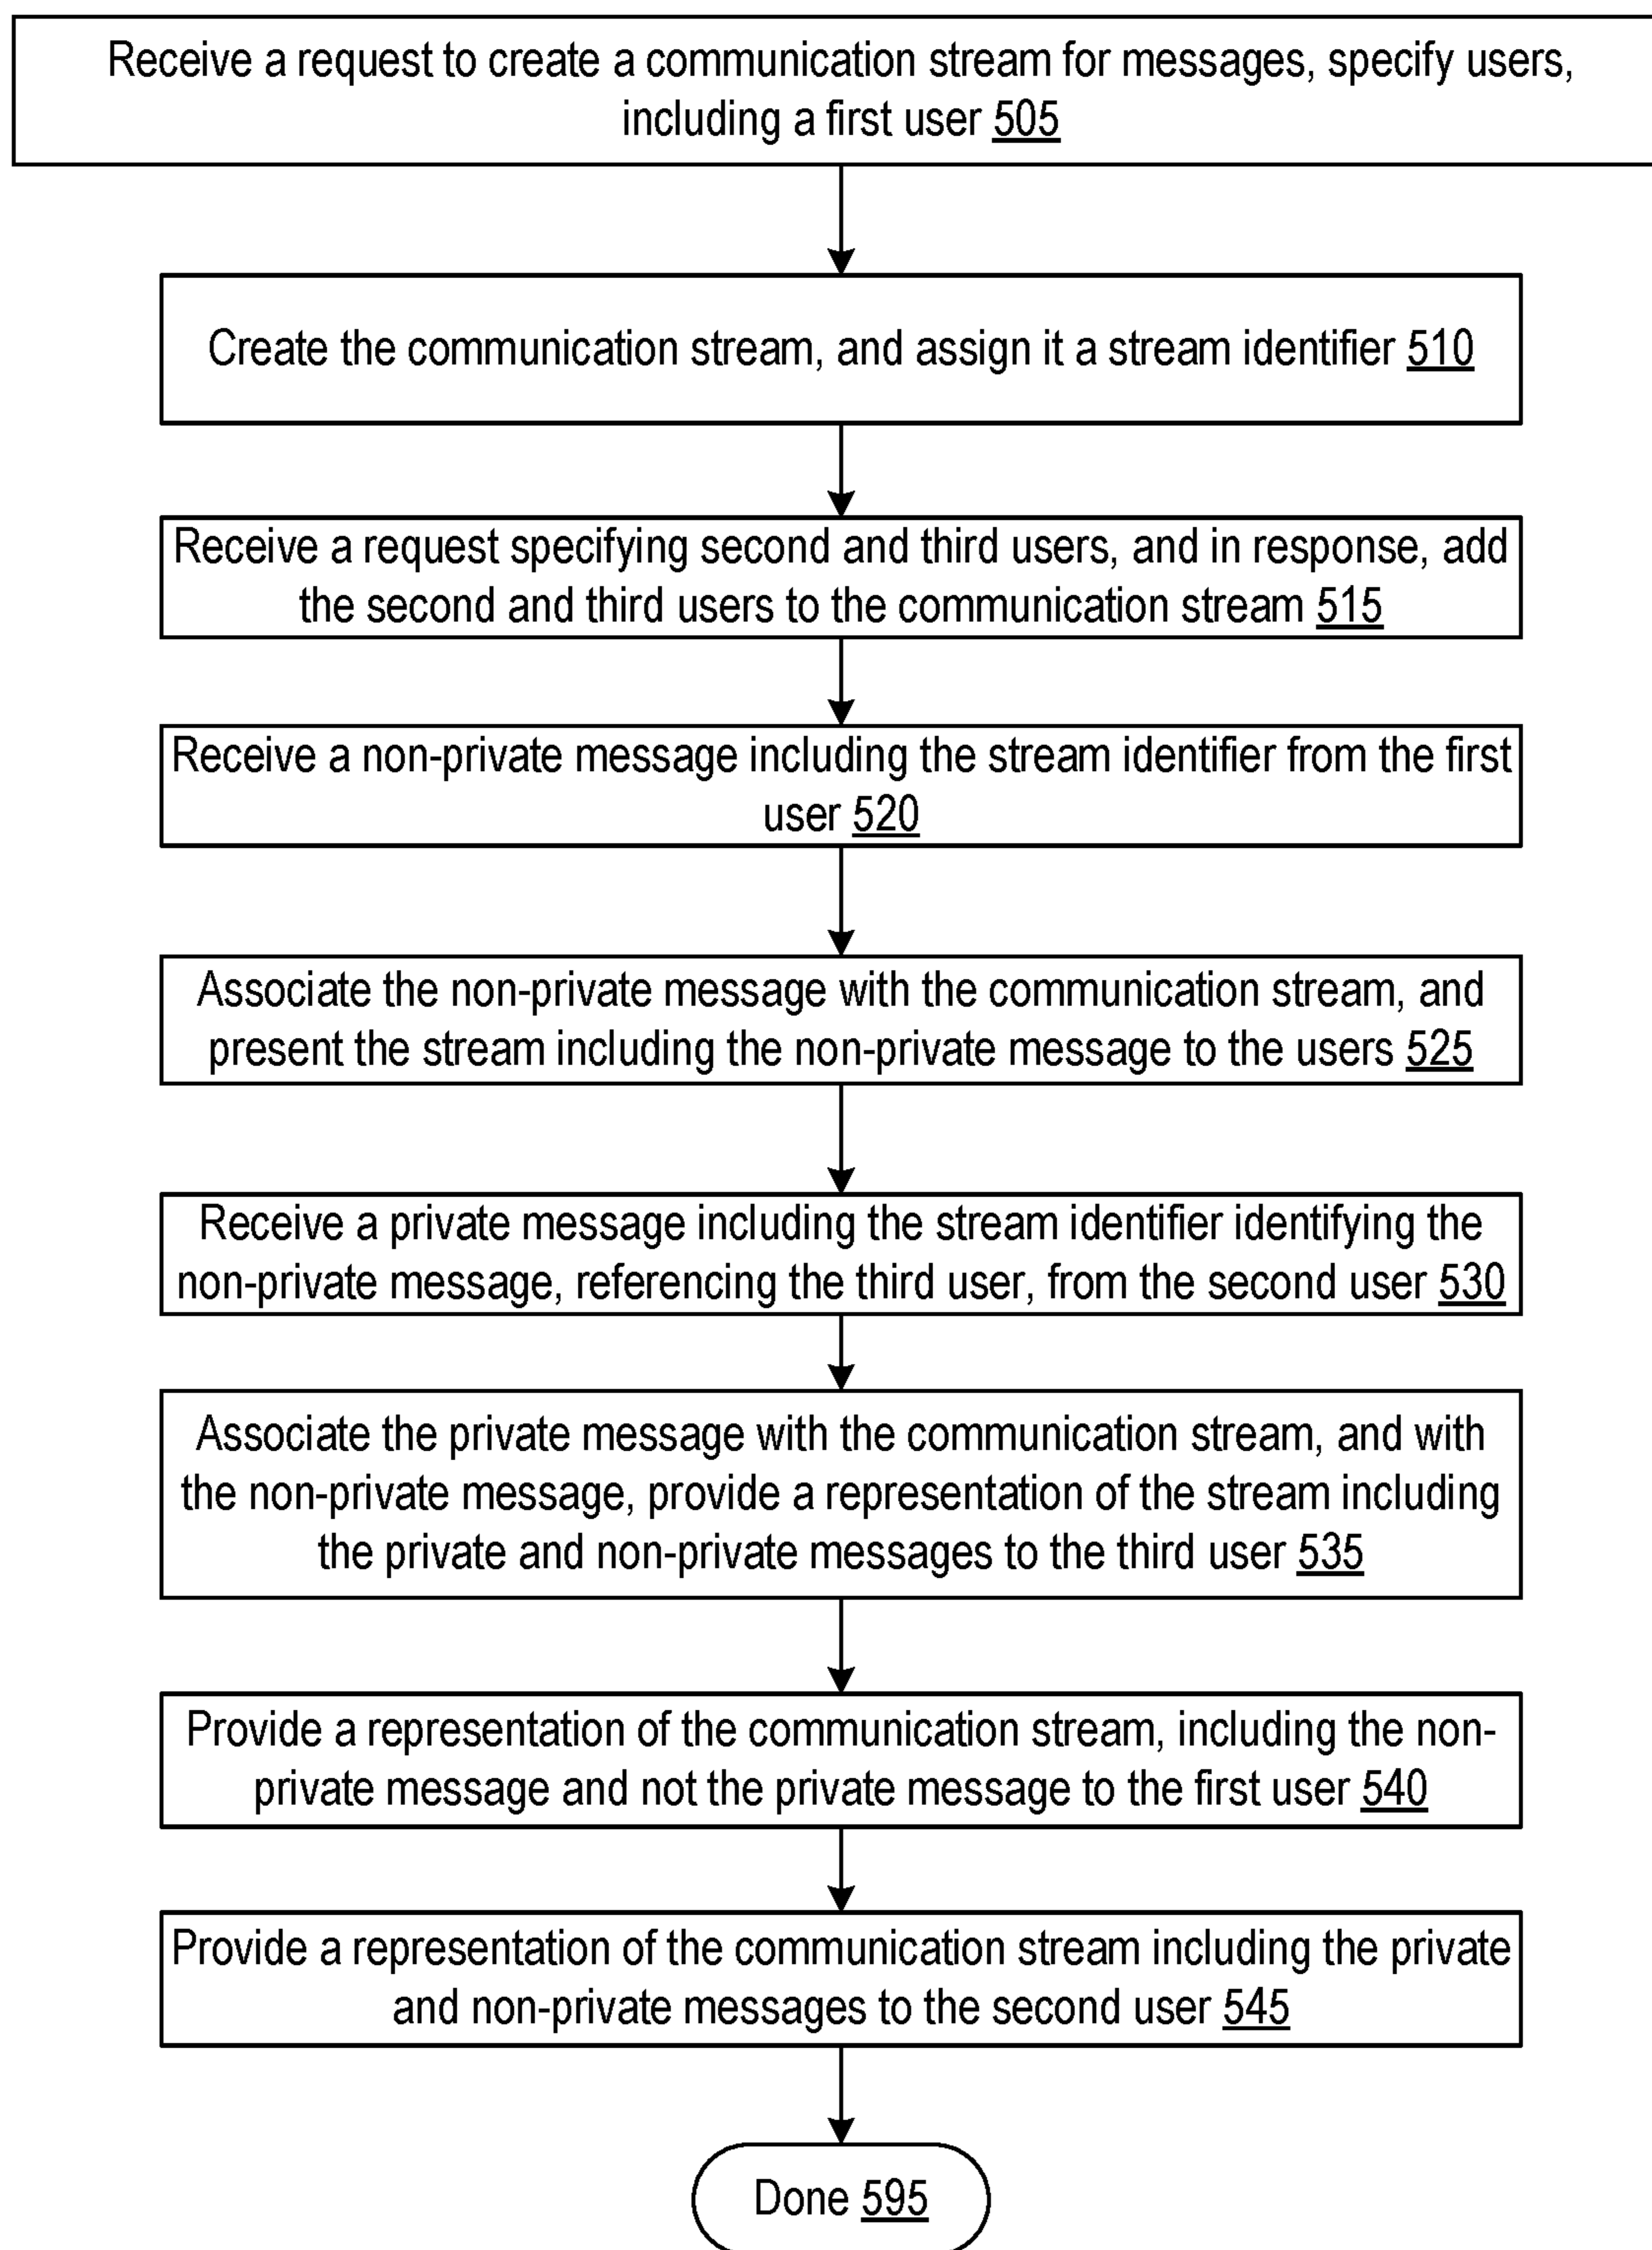 Receive a request to create a communication stream for messages, specify users,
including a first user 505
Create the communication stream, and assign it a stream identifier 510
Receive a request specifying second and third users, and in response, add
the second and third users to the communication stream 515
Receive a non-private message including the stream identifier from the first
user 520
Associate the non-private message with the communication stream, and
present the stream including the non-private message to the users 525
Receive a private message including the stream identifier identifying the
non-private message, referencing the third user, from the second user 530
Associate the private message with the communication stream, and with
the non-private message, provide a representation of the stream including
the private and non-private messages to the third user 535
Provide a representation of the communication stream, including the non-
private message and not the private message to the first user 540
Provide a representation of the communication stream including the private
and non-private messages to the second user 545
Done 595